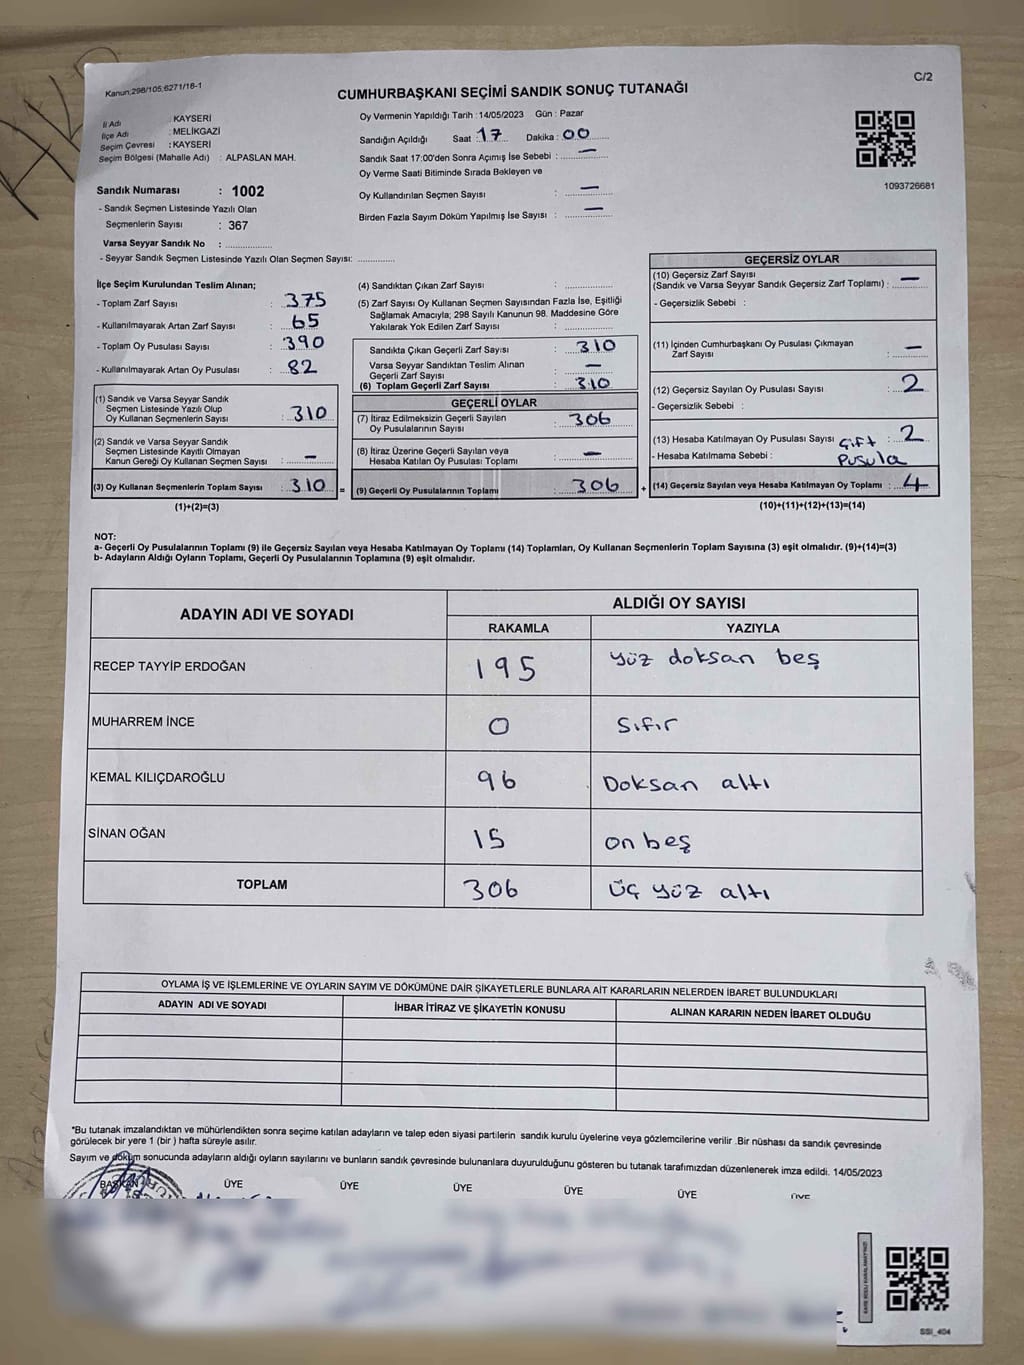 Kanun;298/105;6271/18-1
C/2
CUMHURBAŞKANI SEÇİMİ SANDIK SONUÇ TUTANAĞI
İl Adı : KAYSERİ
İlçe Adı : MELİKGAZİ
Seçim Çevresi : KAYSERİ
Seçim Bölgesi (Mahalle Adı) : ALPASLAN MAH.
Sandık Numarası : 1002
- Sandık Seçmen Listesinde Yazılı Olan
Seçmenlerin Sayısı : 367
Varsa Seyyar Sandık No : ................
- Seyyar Sandık Seçmen Listesinde Yazılı Olan Seçmen Sayısı: .............
Oy Vermenin Yapıldığı Tarih : 14/05/2023 Gün : Pazar
Sandığın Açıldığı Saat : 17 Dakika : 00
Sandık Saat 17:00'den Sonra Açımış İse Sebebi : —
Oy Verme Saati Bitiminde Sırada Bekleyen ve
Oy Kullandırılan Seçmen Sayısı : —
Birden Fazla Sayım Döküm Yapılmış İse Sayısı : —
1093726681
İlçe Seçim Kurulundan Teslim Alınan;
- Toplam Zarf Sayısı : 375
- Kullanılmayarak Artan Zarf Sayısı : 65
- Toplam Oy Pusulası Sayısı : 390
- Kullanılmayarak Artan Oy Pusulası : 82
(1) Sandık ve Varsa Seyyar Sandık
Seçmen Listesinde Yazılı Olup
Oy Kullanan Seçmenlerin Sayısı : 310
(2) Sandık ve Varsa Seyyar Sandık
Seçmen Listesinde Kayıtlı Olmayan
Kanun Gereği Oy Kullanan Seçmen Sayısı : —
(3) Oy Kullanan Seçmenlerin Toplam Sayısı : 310 =
(1)+(2)=(3)
(4) Sandıktan Çıkan Zarf Sayısı : .............
(5) Zarf Sayısı Oy Kullanan Seçmen Sayısından Fazla İse, Eşitliği
Sağlamak Amacıyla; 298 Sayılı Kanunun 98. Maddesine Göre
Yakılarak Yok Edilen Zarf Sayısı : .............
Sandıkta Çıkan Geçerli Zarf Sayısı : 310
Varsa Seyyar Sandıktan Teslim Alınan
Geçerli Zarf Sayısı : —
(6) Toplam Geçerli Zarf Sayısı : 310
GEÇERLİ OYLAR
(7) İtiraz Edilmeksizin Geçerli Sayılan
Oy Pusulalarının Sayısı : 306
(8) İtiraz Üzerine Geçerli Sayılan veya
Hesaba Katılan Oy Pusulası Toplamı : —
(9) Geçerli Oy Pusulalarının Toplamı : 306 +
GEÇERSİZ OYLAR
(10) Geçersiz Zarf Sayısı
(Sandık ve Varsa Seyyar Sandık Geçersiz Zarf Toplamı) : —
- Geçersizlik Sebebi :
(11) İçinden Cumhurbaşkanı Oy Pusulası Çıkmayan
Zarf Sayısı : —
(12) Geçersiz Sayılan Oy Pusulası Sayısı : 2
- Geçersizlik Sebebi :
(13) Hesaba Katılmayan Oy Pusulası Sayısı : 2
- Hesaba Katılmama Sebebi : Çift
Pusula
(14) Geçersiz Sayılan veya Hesaba Katılmayan Oy Toplamı : 4
(10)+(11)+(12)+(13)=(14)
NOT:
a- Geçerli Oy Pusulalarının Toplamı (9) ile Geçersiz Sayılan veya Hesaba Katılmayan Oy Toplamı (14) Toplamları, Oy Kullanan Seçmenlerin Toplam Sayısına (3) eşit olmalıdır. (9)+(14)=(3)
b- Adayların Aldığı Oyların Toplamı, Geçerli Oy Pusulalarının Toplamına (9) eşit olmalıdır.
ADAYIN ADI VE SOYADI
ALDIĞI OY SAYISI
RAKAMLA YAZIYLA
RECEP TAYYİP ERDOĞAN 195 yüz doksan beş
MUHARREM İNCE 0 Sıfır
KEMAL KILIÇDAROĞLU 96 Doksan altı
SİNAN OĞAN 15 on beş
TOPLAM 306 üç yüz altı
OYLAMA İŞ VE İŞLEMLERİNE VE OYLARIN SAYIM VE DÖKÜMÜNE DAİR ŞİKAYETLERLE BUNLARA AİT KARARLARIN NELERDEN İBARET BULUNDUKLARI
ADAYIN ADI VE SOYADI İHBAR İTİRAZ VE ŞİKAYETİN KONUSU ALINAN KARARIN NEDEN İBARET OLDUĞU
*Bu tutanak imzalandıktan ve mühürlendikten sonra seçime katılan adayların ve talep eden siyasi partilerin sandık kurulu üyelerine veya gözlemcilerine verilir .Bir nüshası da sandık çevresinde
görülecek bir yere 1 (bir ) hafta süreyle asılır.
Sayım ve döküm sonucunda adayların aldığı oyların sayılarını ve bunların sandık çevresinde bulunanlara duyurulduğunu gösteren bu tutanak tarafımızdan düzenlenerek imza edildi. 14/05/2023
BAŞKAN ÜYE ÜYE ÜYE ÜYE ÜYE ÜYE
SSI_404